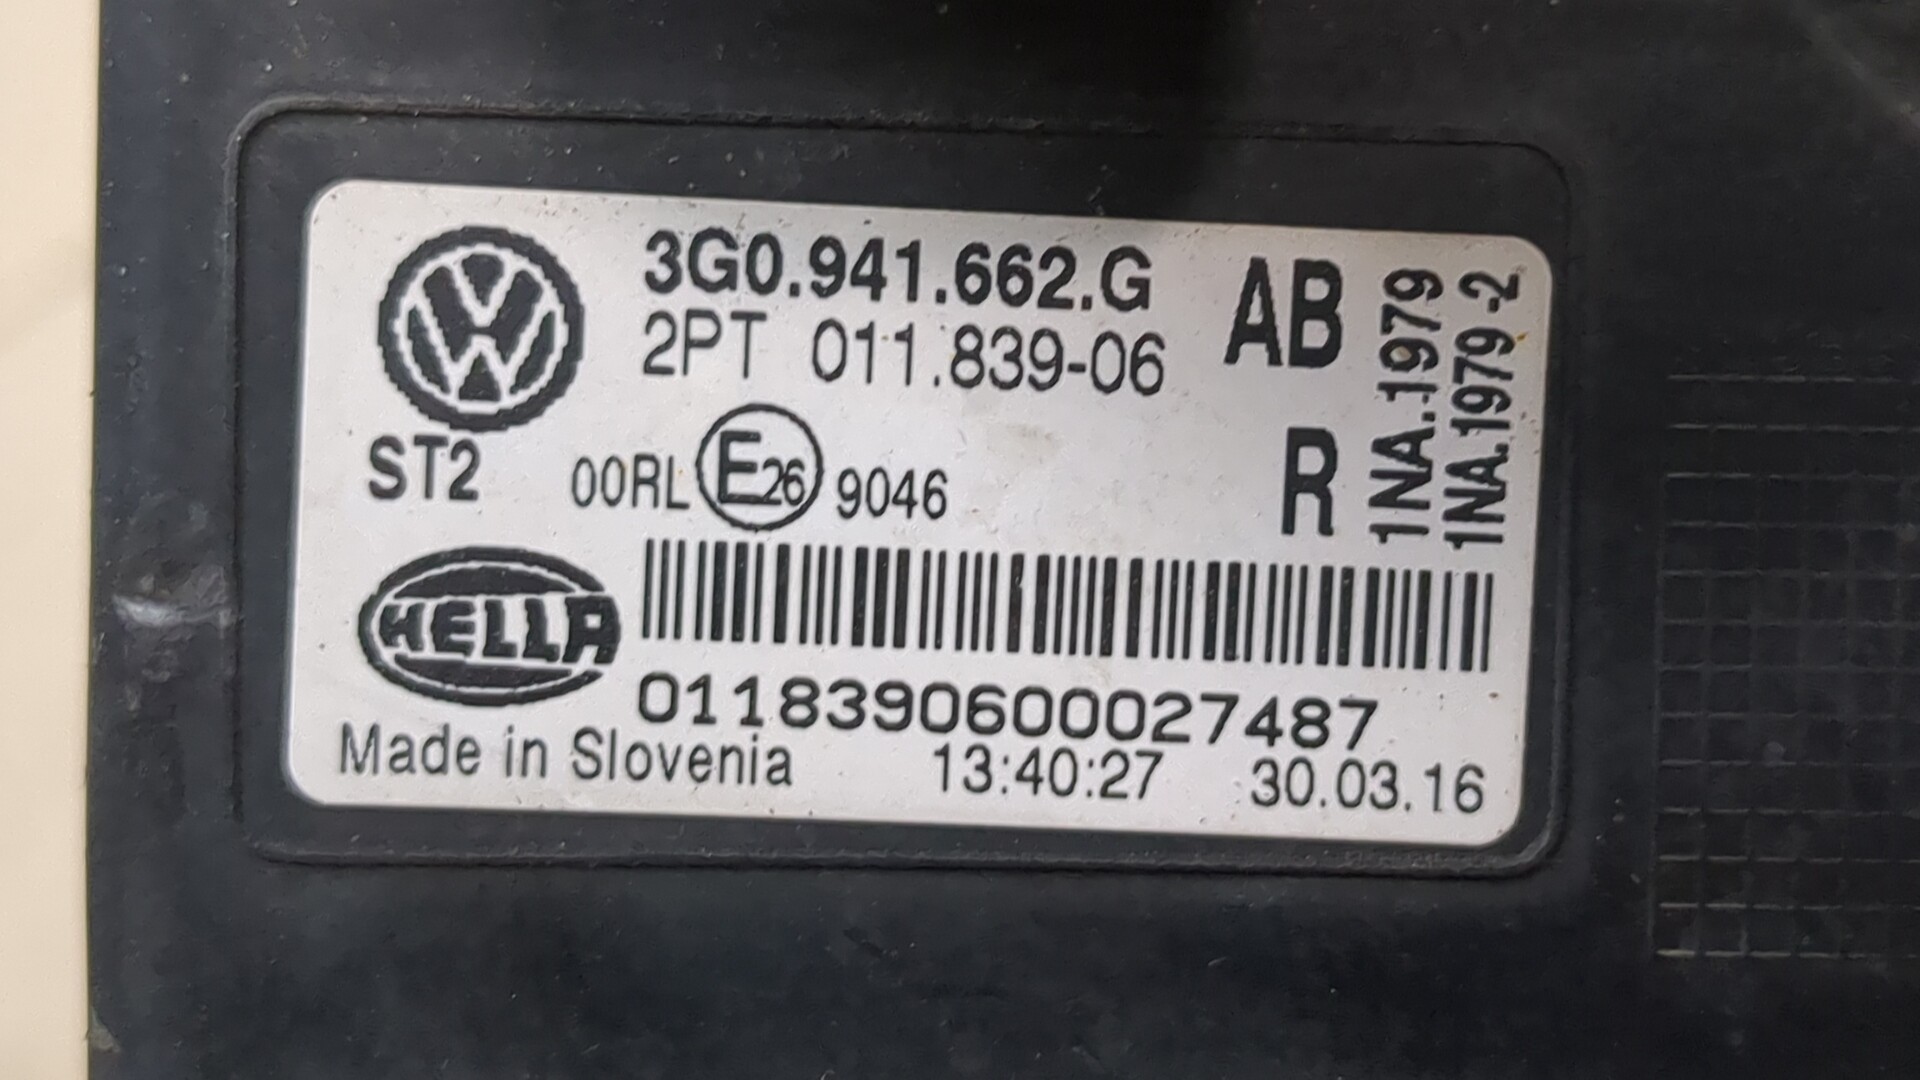 3G0.941.662.G AB
2PT 011.839-06
1NA.1979
1NA.1979-2
ST2 00RL E26 9046 R
HELLA
0118390600027487
Made in Slovenia 13:40:27 30.03.16